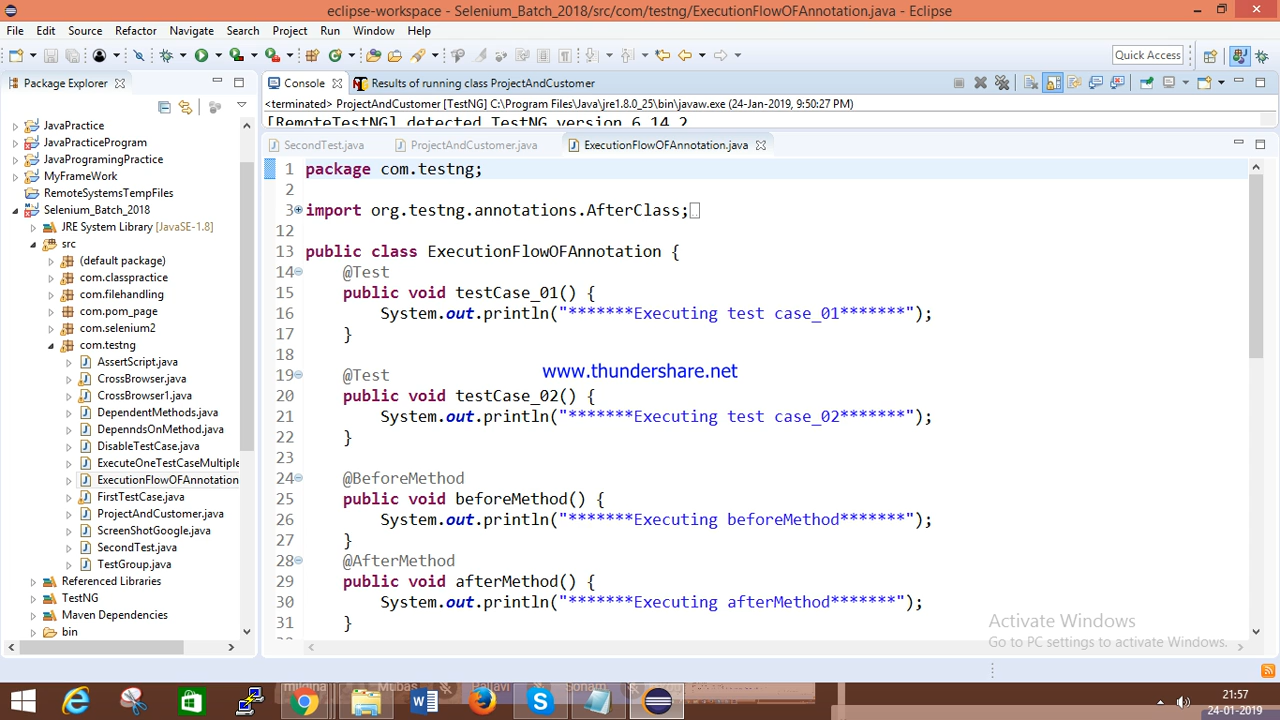 eclipse-workspace - Selenium_Batch_2018/src/com/testng/ExecutionFlowOFAnnotation.java - Eclipse
File Edit Source Refactor Navigate Search Project Run Window Help
Quick Access
Package Explorer
Console
Results of running class ProjectAndCustomer
<terminated> ProjectAndCustomer [TestNG] C:\Program Files\Java\jre1.8.0_25\bin\javaw.exe (24-Jan-2019, 9:50:27 PM)
[RemoteTestNG] detected TestNG version 6.14.2
SecondTest.java
ProjectAndCustomer.java
ExecutionFlowOFAnnotation.java
JavaPractice
JavaPracticeProgram
JavaProgramingPractice
MyFrameWork
RemoteSystemsTempFiles
Selenium_Batch_2018
JRE System Library [JavaSE-1.8]
src
(default package)
com.classpractice
com.filehandling
com.pom_page
com.selenium2
com.testng
AssertScript.java
CrossBrowser.java
CrossBrowser1.java
DependentMethods.java
DepenndsOnMethod.java
DisableTestCase.java
ExecuteOneTestCaseMultiple
ExecutionFlowOFAnnotation
FirstTestCase.java
ProjectAndCustomer.java
ScreenShotGoogle.java
SecondTest.java
TestGroup.java
Referenced Libraries
TestNG
Maven Dependencies
bin
1 package com.testng;
2
3 import org.testng.annotations.AfterClass;
12
13 public class ExecutionFlowOFAnnotation {
14 @Test
15 public void testCase_01() {
16 System.out.println("*******Executing test case_01*******");
17 }
18
19 @Test
20 public void testCase_02() {
21 System.out.println("*******Executing test case_02*******");
22 }
23
24 @BeforeMethod
25 public void beforeMethod() {
26 System.out.println("*******Executing beforeMethod*******");
27 }
28 @AfterMethod
29 public void afterMethod() {
30 System.out.println("*******Executing afterMethod*******");
31 }
www.thundershare.net
Activate Windows
Go to PC settings to activate Windows.
Mubas
Pallavi
Sonam
21:57
24-01-2019